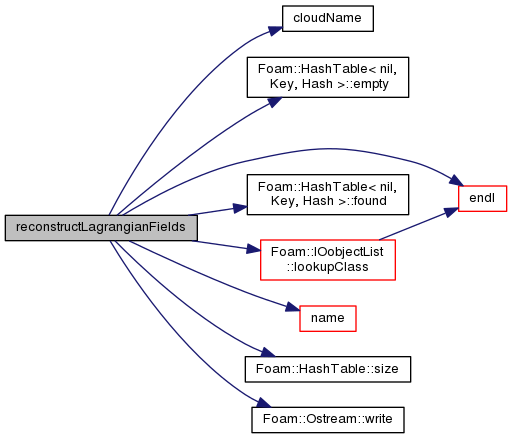 cloudName
Foam::HashTable< nil,
Key, Hash >::empty
endl
Foam::HashTable< nil,
Key, Hash >::found
reconstructLagrangianFields
Foam::IOobjectList
::lookupClass
name
Foam::HashTable::size
Foam::Ostream::write